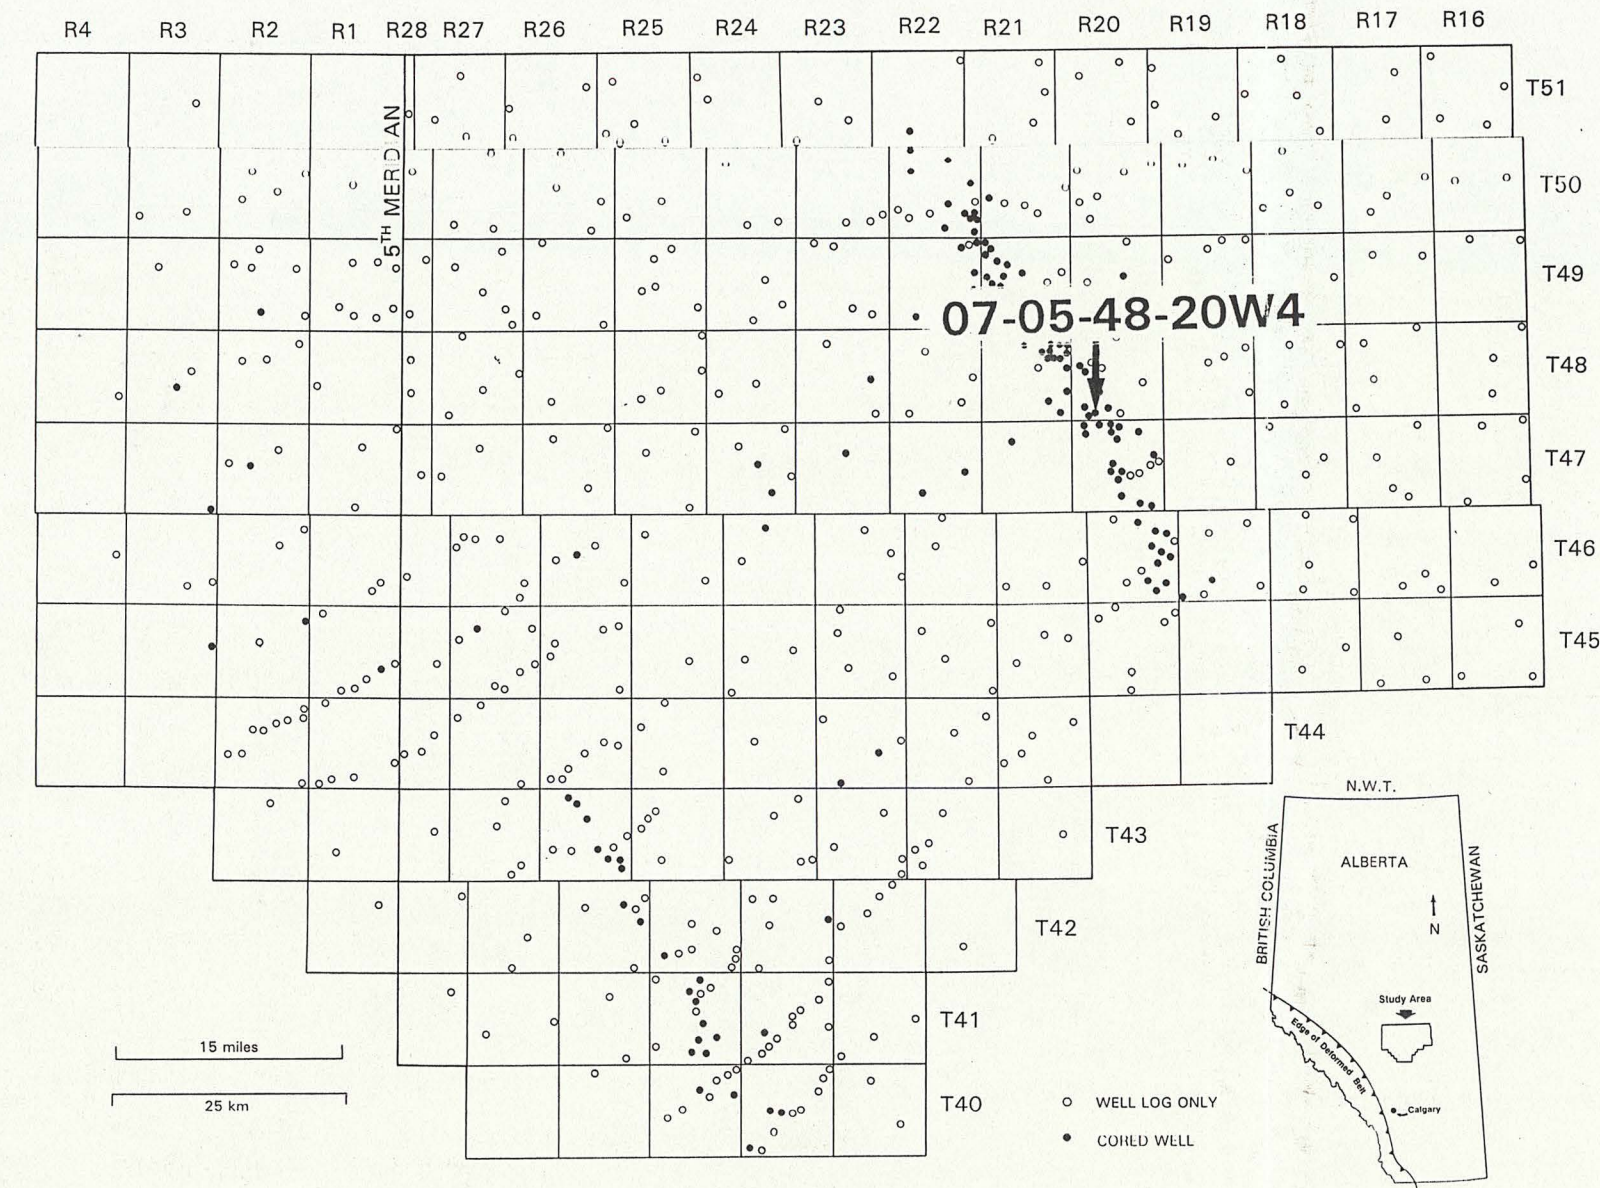 R4 R3 R2 R1 R28 R27 R26 R25 R24 R23 R22 R21 R20 R19 R18 R17 R16
T51
5TH MERIDIAN
T50
T49
07-05-48-20W4
T48
T47
T46
T45
T44
N.W.T.
T43
BRITISH COLUMBIA
ALBERTA
SASKATCHEWAN
N
T42
Study Area
T41
Edge of Deformed Belt
15 miles
25 km
T40
WELL LOG ONLY
Calgary
CORED WELL